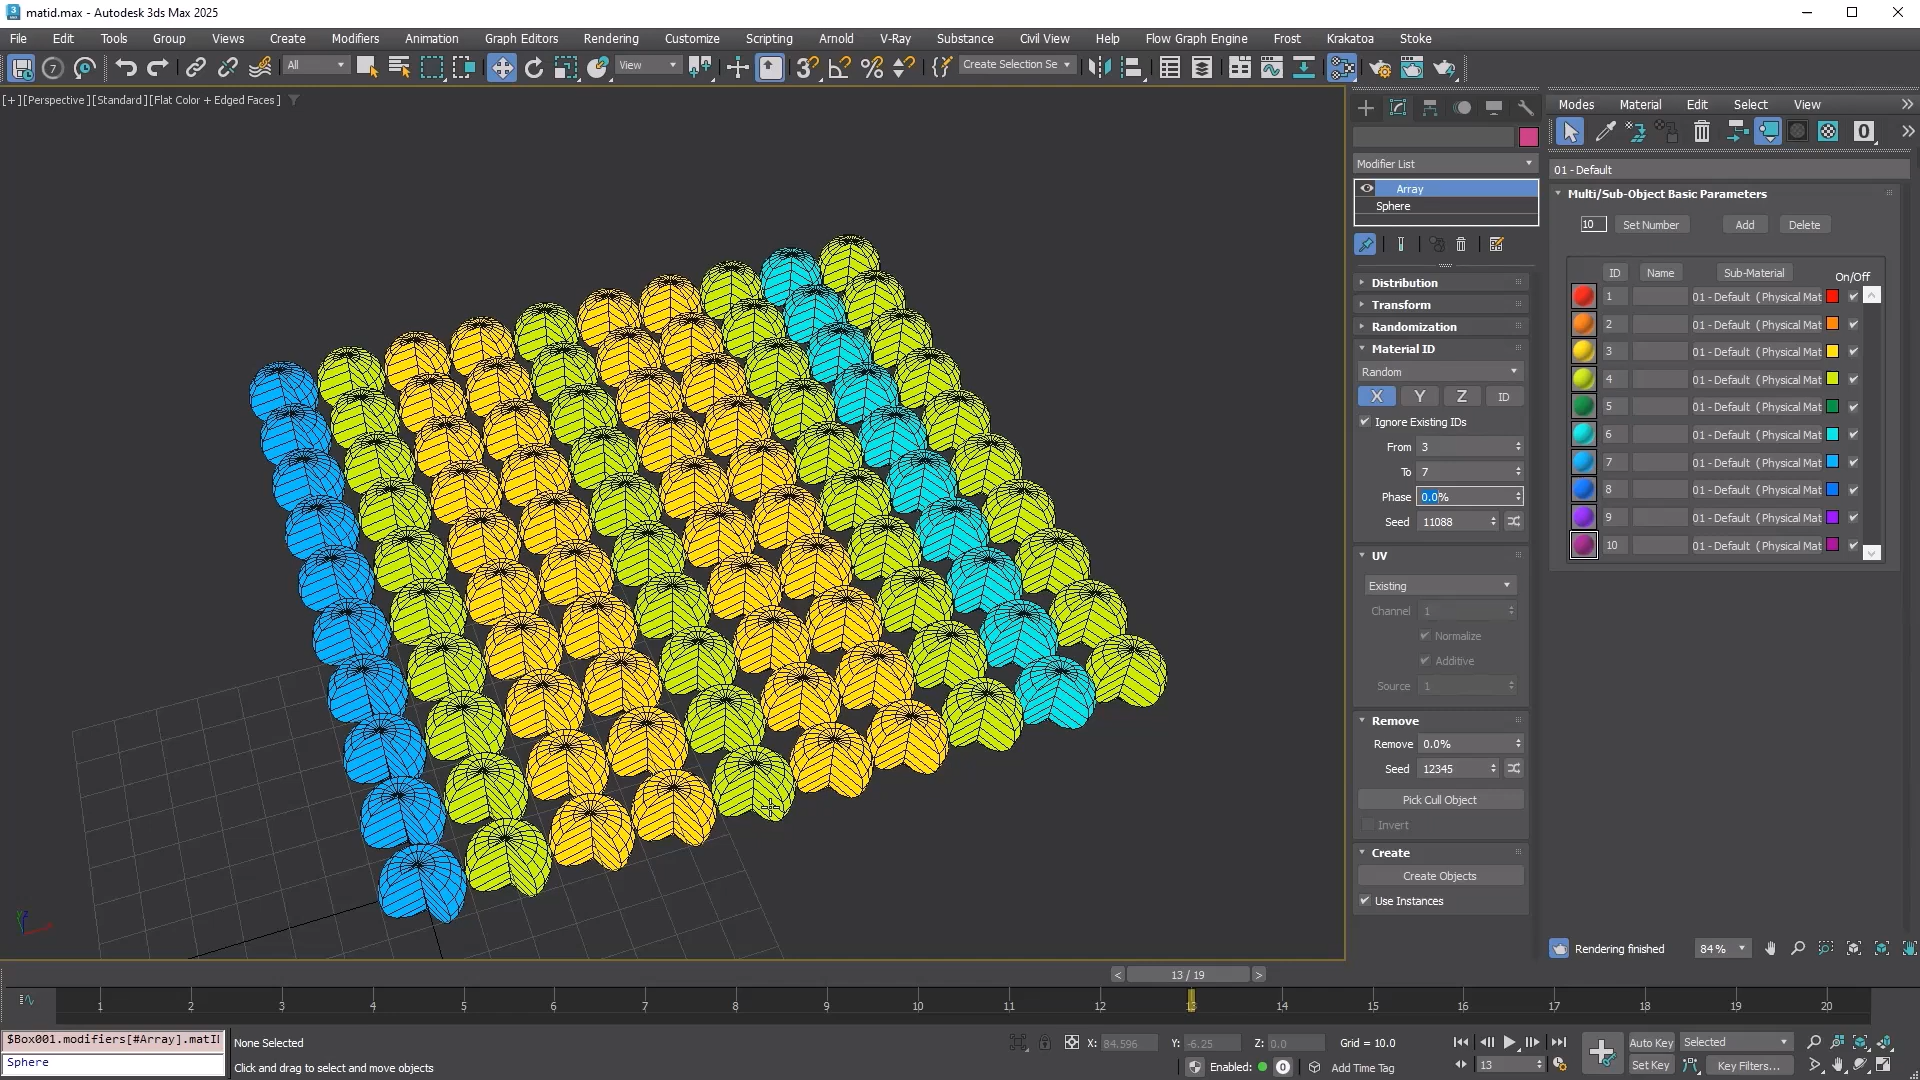 matid.max - Autodesk 3ds Max 2025
File Edit Tools Group Views Create Modifiers Animation Graph Editors Rendering Customize Scripting Arnold V-Ray Substance Civil View Help Flow Graph Engine Frost Krakatoa Stoke
7 All View Create Selection Se
[+][Perspective][Standard][Flat Color + Edged Faces]
Modifier List
Array
Sphere
Distribution
Transform
Randomization
Material ID
Random
X Y Z ID
Ignore Existing IDs
From 3
To 7
Phase 0.0%
Seed 11088
UV
Existing
Channel 1
Normalize
Additive
Source 1
Remove
Remove 0.0%
Seed 12345
Pick Cull Object
Invert
Create
Create Objects
Use Instances
Modes Material Edit Select View
0
01 - Default
Multi/Sub-Object Basic Parameters
10 Set Number Add Delete
ID Name Sub-Material On/Off
1 01 - Default (Physical Mat
2 01 - Default (Physical Mat
3 01 - Default (Physical Mat
4 01 - Default (Physical Mat
5 01 - Default (Physical Mat
6 01 - Default (Physical Mat
7 01 - Default (Physical Mat
8 01 - Default (Physical Mat
9 01 - Default (Physical Mat
10 01 - Default (Physical Mat
Rendering finished 84%
< 13 / 19 >
1 2 3 4 5 6 7 8 9 10 11 12 13 14 15 16 17 18 19 20
$Box001.modifiers[#Array].matI
Sphere
None Selected
Click and drag to select and move objects
X: 84.596 Y: -6.25 Z: 0.0 Grid = 10.0
Enabled: 0 Add Time Tag
13
Auto Key Selected
Set Key Key Filters...